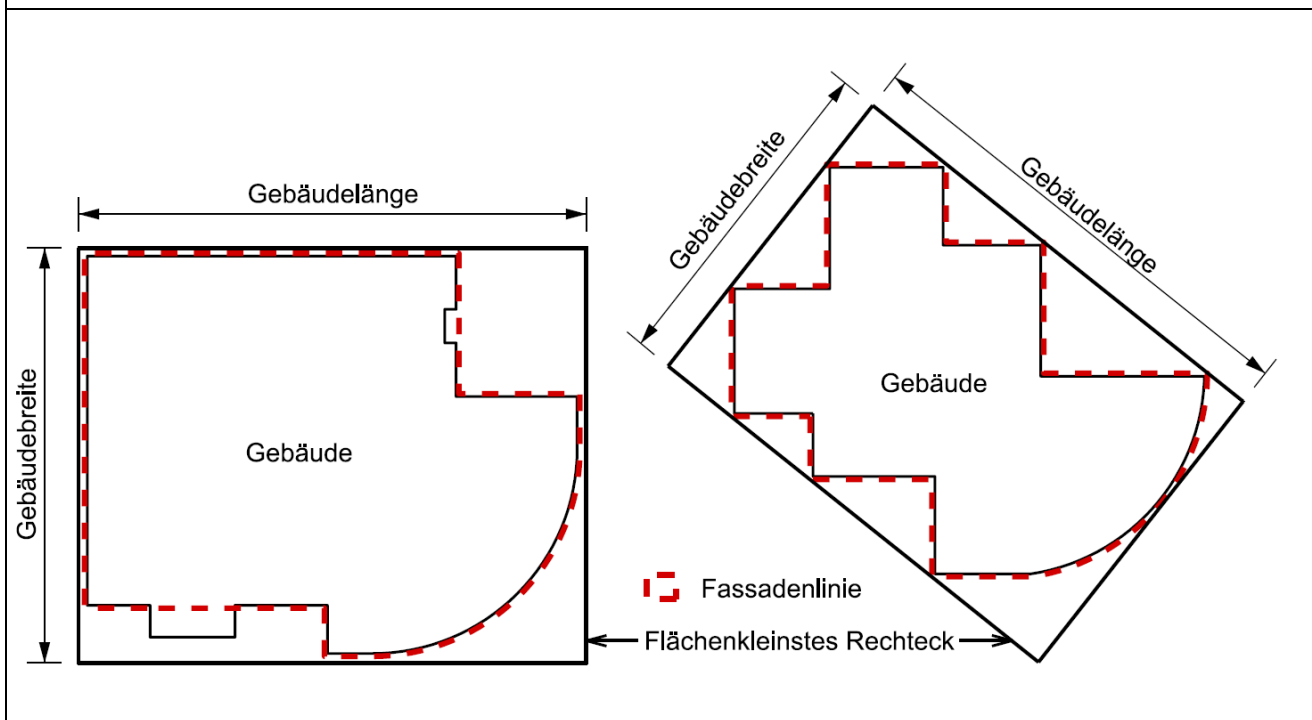 Gebäudelänge
Gebäudebreite
Gebäude
Gebäudebreite
Gebäudelänge
Gebäude
Fassadenlinie
Flächenkleinstes Rechteck